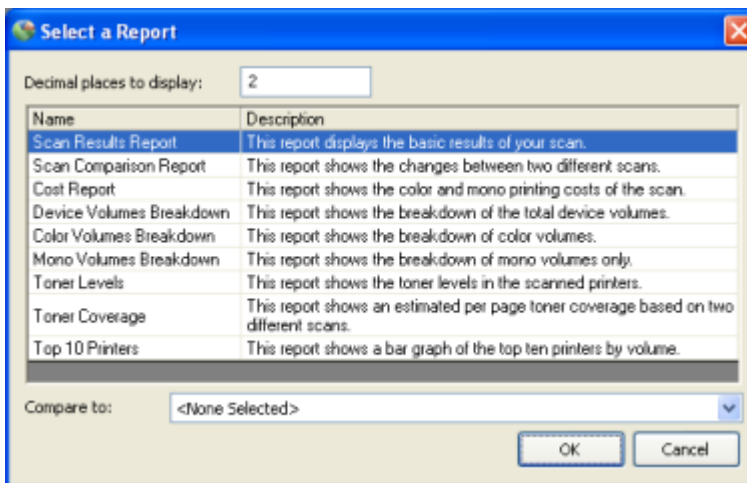 Select a Report
Decimal places to display: 2
Name Description
Scan Results Report This report displays the basic results of your scan.
Scan Comparison Report This report shows the changes between two different scans.
Cost Report This report shows the color and mono printing costs of the scan.
Device Volumes Breakdown This report shows the breakdown of the total device volumes.
Color Volumes Breakdown This report shows the breakdown of color volumes.
Mono Volumes Breakdown This report shows the breakdown of mono volumes only.
Toner Levels This report shows the toner levels in the scanned printers.
Toner Coverage This report shows an estimated per page toner coverage based on two
different scans.
Top 10 Printers This report shows a bar graph of the top ten printers by volume.
Compare to: <None Selected>
OK Cancel